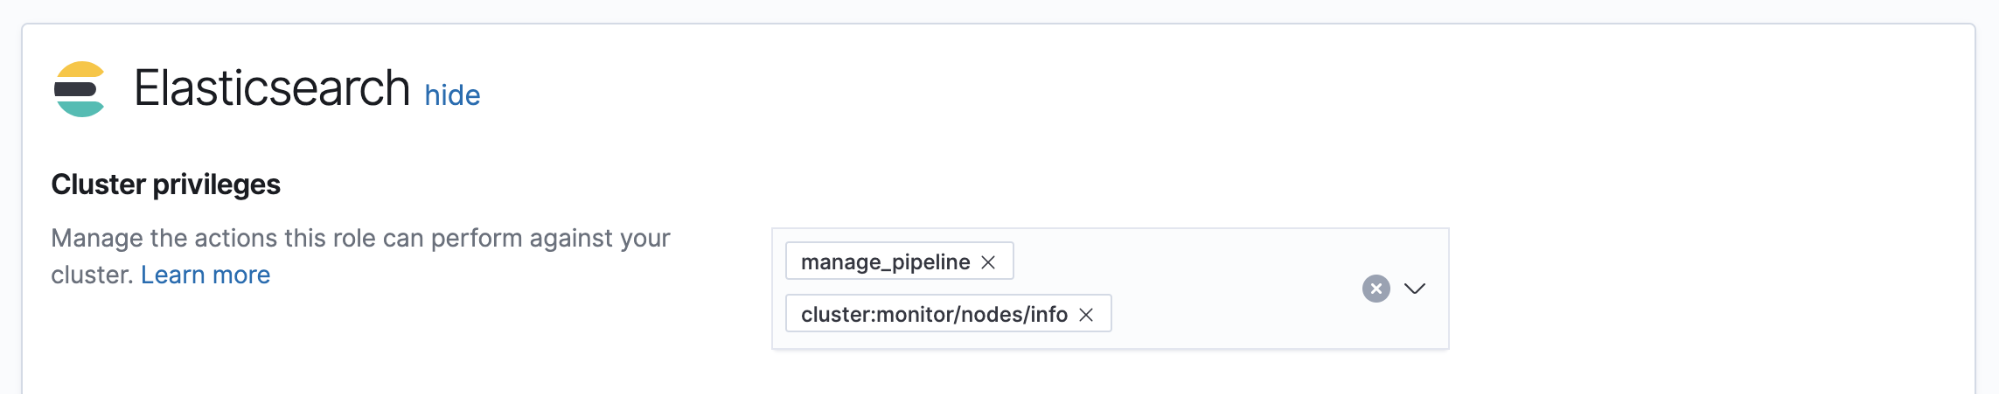 Elasticsearch hide
Cluster privileges
Manage the actions this role can perform against your
cluster. Learn more
manage_pipeline
cluster:monitor/nodes/info